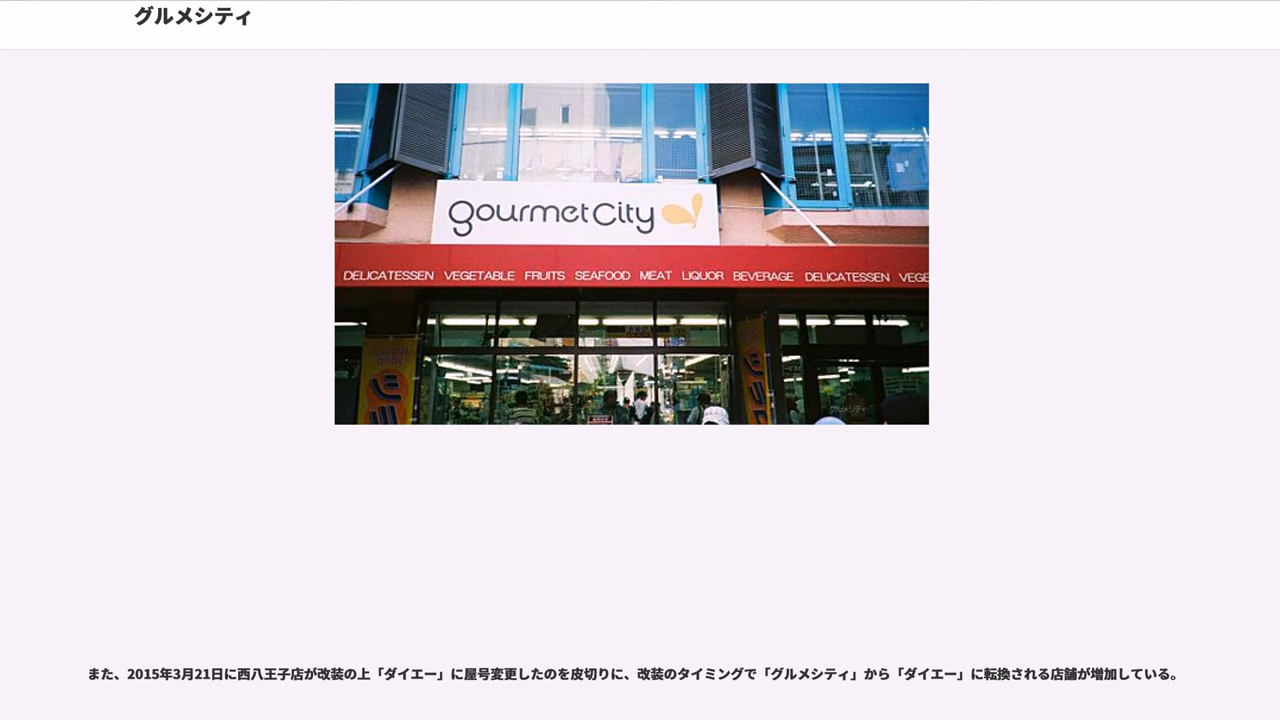 グルメシティ
gourmetCity
DELICATESSEN VEGETABLE FRUITS SEAFOOD MEAT LIQUOR BEVERAGE DELICATESSEN VEGE
また、2015年3月21日に西八王子店が改装の上「ダイエー」に屋号変更したのを皮切りに、改装のタイミングで「グルメシティ」から「ダイエー」に転換される店舗が増加している。